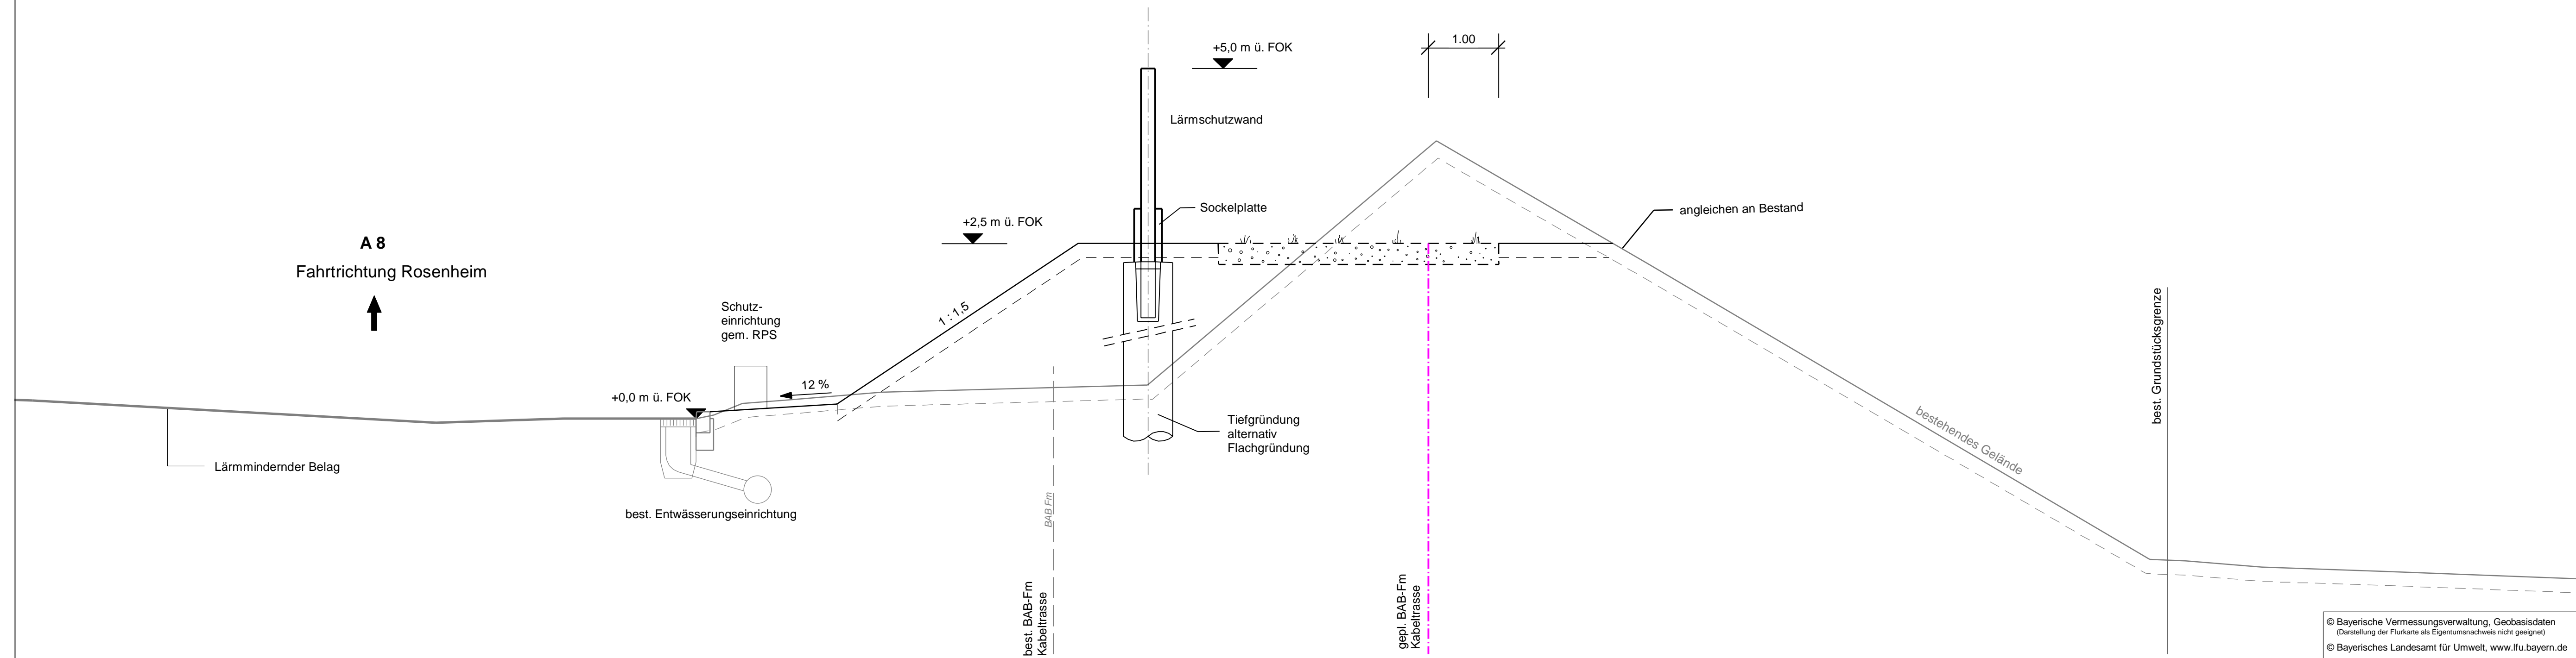 +5,0 m ü. FOK
1.00
Lärmschutzwand
Sockelplatte
angleichen an Bestand
+2,5 m ü. FOK
A 8
Fahrtrichtung Rosenheim
Schutz-
einrichtung
gem. RPS
1 : 1,5
12 %
+0,0 m ü. FOK
Tiefgründung
alternativ
Flachgründung
Lärmmindernder Belag
best. Entwässerungseinrichtung
BAB Fm
best. BAB-Fm
Kabeltrasse
gepl. BAB-Fm
Kabeltrasse
bestehendes Gelände
best. Grundstücksgrenze
© Bayerische Vermessungsverwaltung, Geobasisdaten
(Darstellung der Flurkarte als Eigentumsnachweis nicht geeignet)
© Bayerisches Landesamt für Umwelt, www.lfu.bayern.de